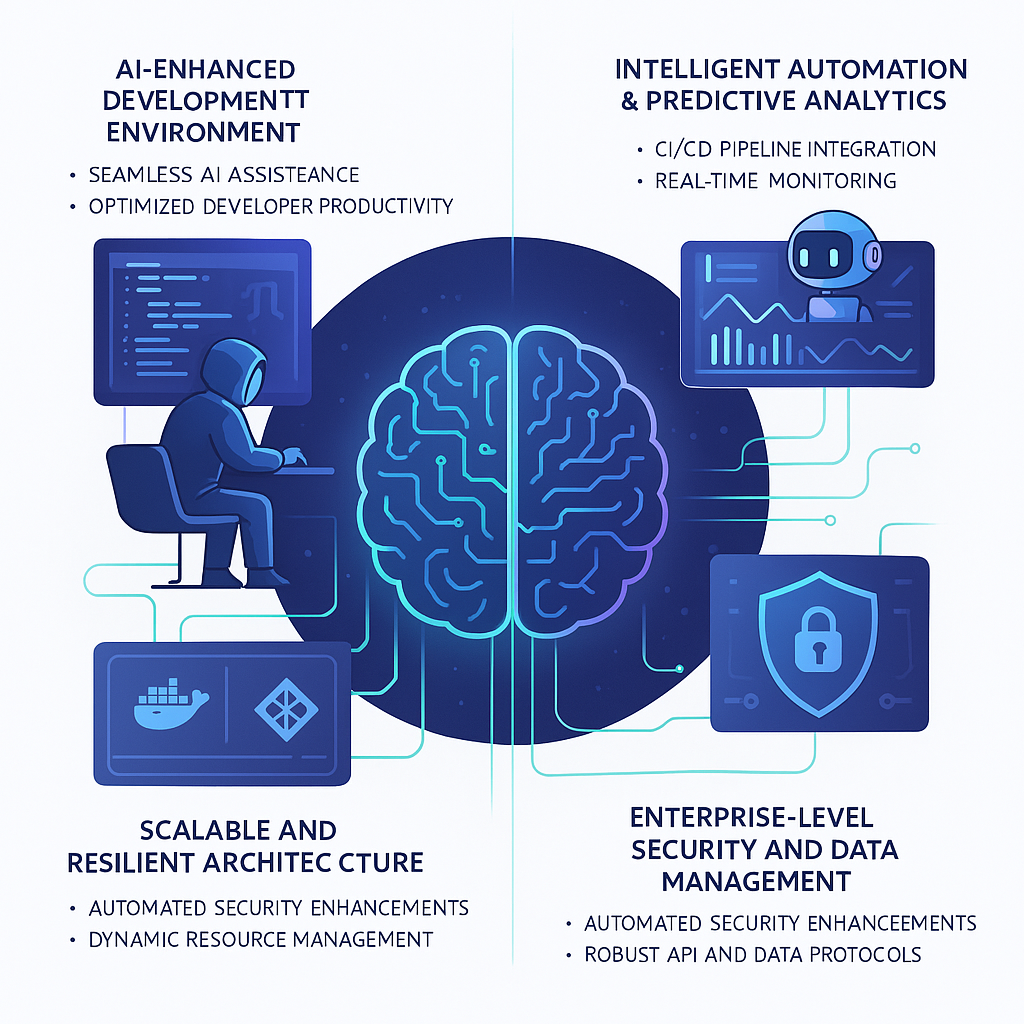 AI-ENHANCED
DEVELOPMENTT
ENVIRONMENT
• SEAMLESS AI ASSISTEANCE
• OPTIMIZED DEVELOPER PRODUCTIVITY
INTELLIGENT AUTOMATION
& PREDICTIVE ANALYTICS
• CI/CD PIPELINE INTEGRATION
• REAL-TIME MONITORING
SCALABLE AND
RESILIENT ARCHITEC CTURE
• AUTOMATED SECURITY ENHANCEMENTS
• DYNAMIC RESOURCE MANAGEMENT
ENTERPRISE-LEVEL
SECURITY AND DATA
MANAGEMENT
• AUTOMATED SECURITY ENHANCEEMENTS
• ROBUST API AND DATA PROTOCOLS